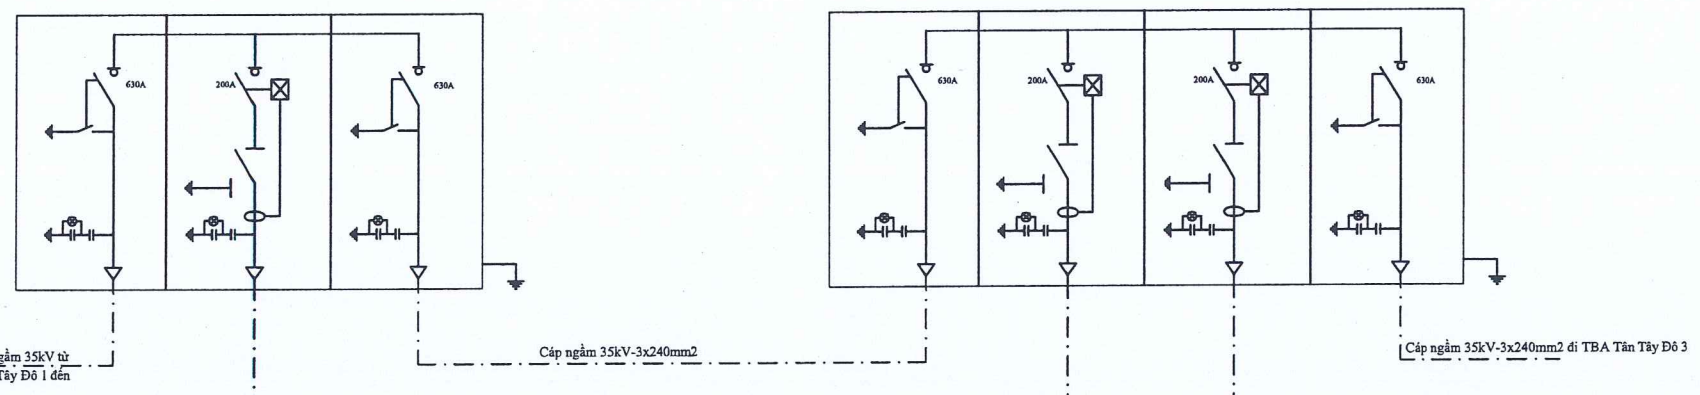 630A
200A
630A
630A
200A
200A
630A
ngầm 35kV từ
Tây Đô 1 đến
Cáp ngầm 35kV-3x240mm2
Cáp ngầm 35kV-3x240mm2 đi TBA Tân Tây Đô 3